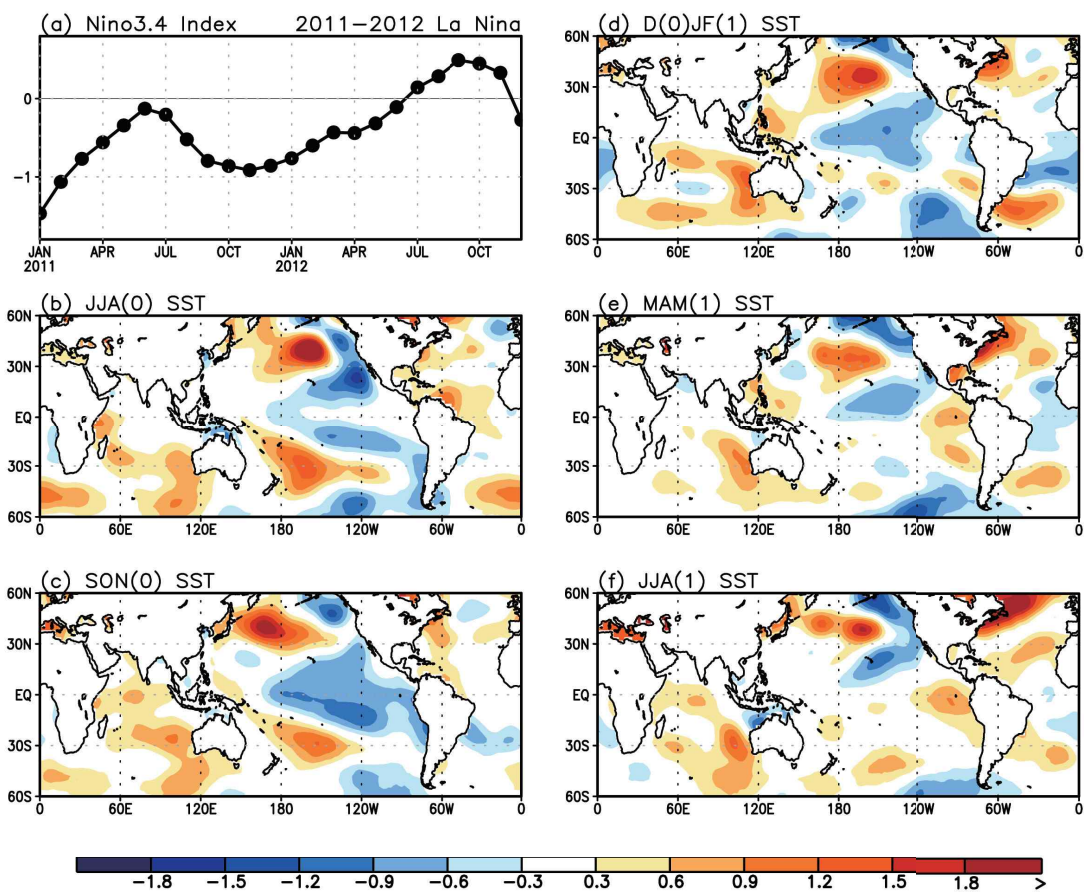 (a) Nino3.4 Index 2011−2012 La Nina
0
−1
JAN APR JUL OCT JAN APR JUL OCT
2011 2012
(b) JJA(0) SST
60N
30N
EQ
30S
60S
0 60E 120E 180 120W 60W 0
(c) SON(0) SST
60N
30N
EQ
30S
60S
0 60E 120E 180 120W 60W 0
(d) D(0)JF(1) SST
60N
30N
EQ
30S
60S
0 60E 120E 180 120W 60W 0
(e) MAM(1) SST
60N
30N
EQ
30S
60S
0 60E 120E 180 120W 60W 0
(f) JJA(1) SST
60N
30N
EQ
30S
60S
0 60E 120E 180 120W 60W 0
−1.8 −1.5 −1.2 −0.9 −0.6 −0.3 0.3 0.6 0.9 1.2 1.5 1.8 >